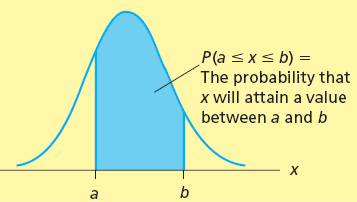 P(a ≤ x ≤ b) =
The probability that
x will attain a value
between a and b
x
a
b